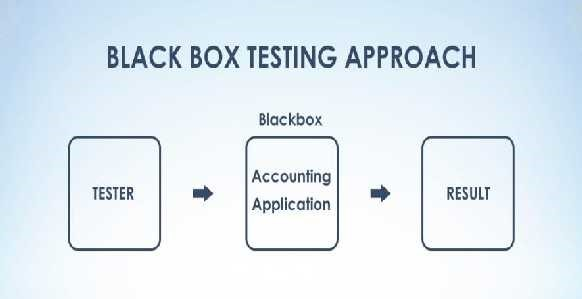 BLACK BOX TESTING APPROACH
Blackbox
TESTER
Accounting
Application
RESULT